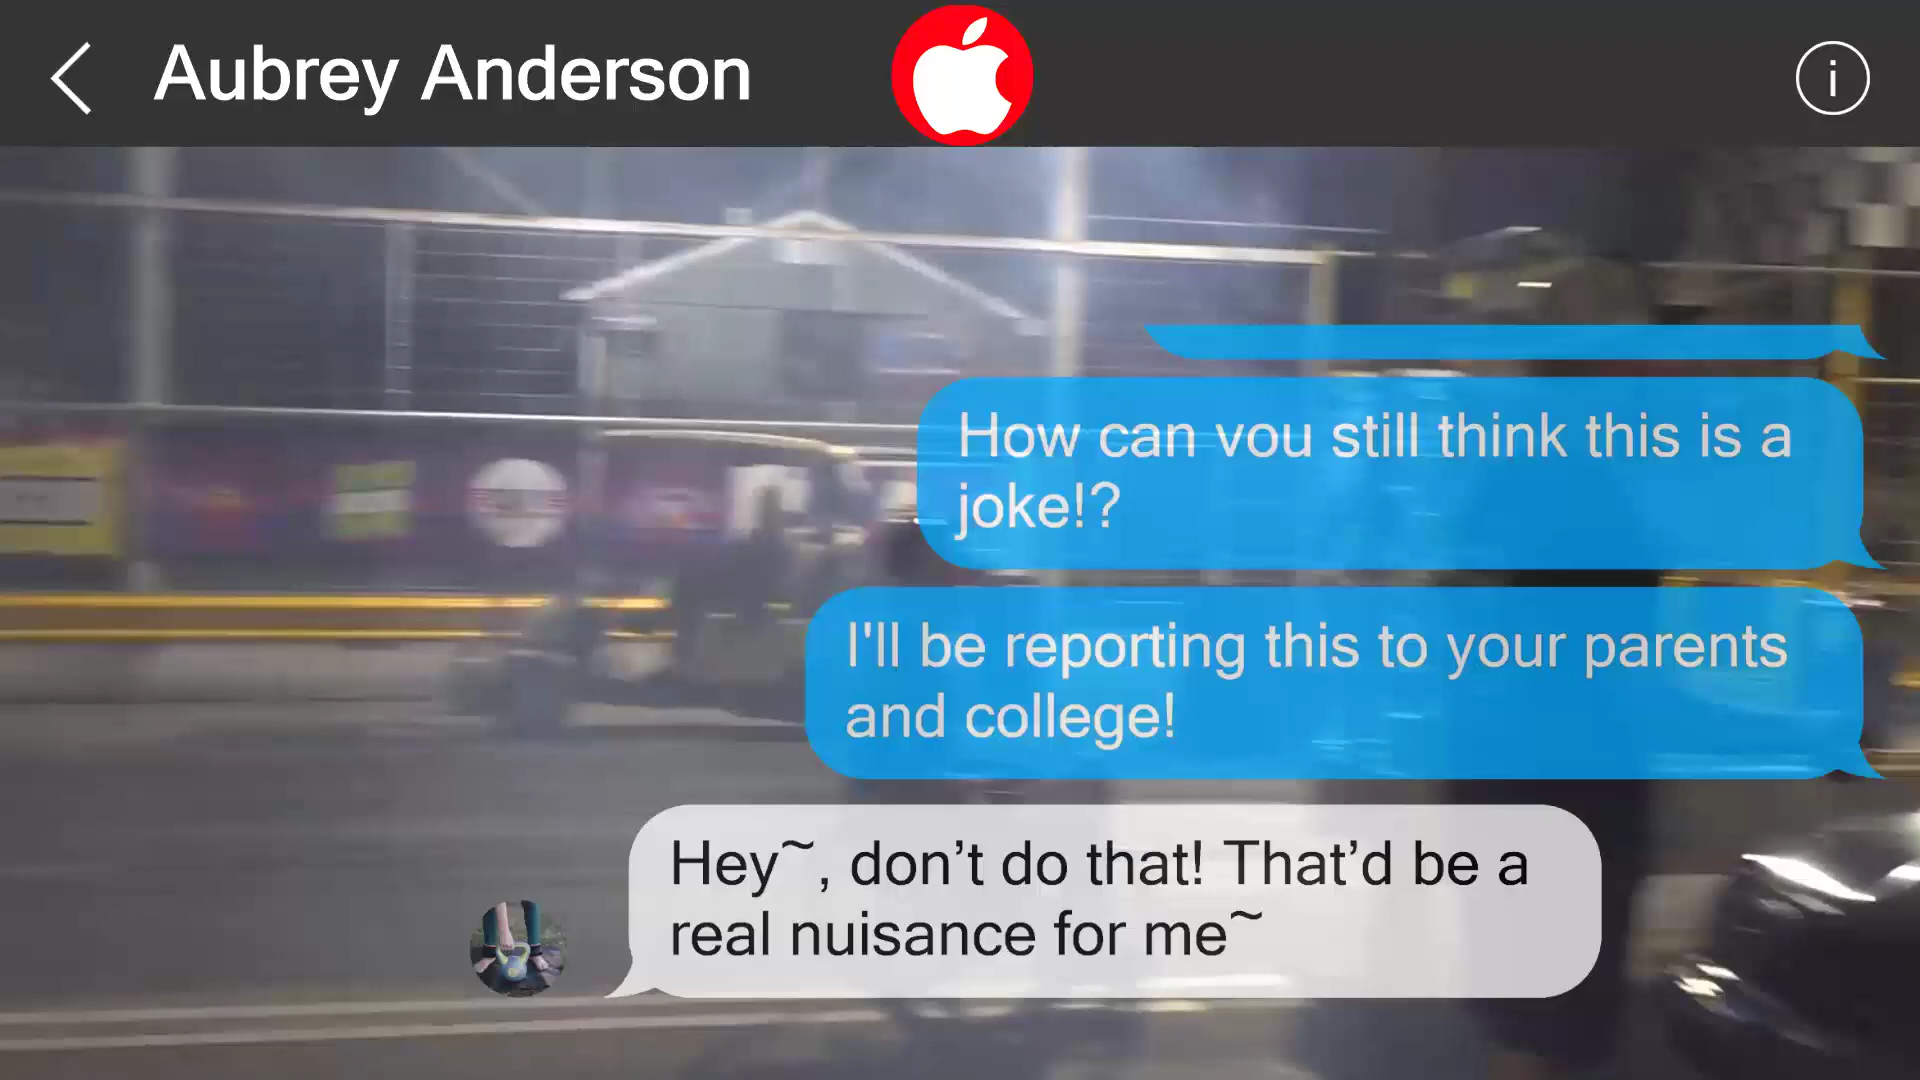 Aubrey Anderson
How can vou still think this is a
joke!?
I'll be reporting this to your parents
and college!
Hey~, don’t do that! That’d be a
real nuisance for me~